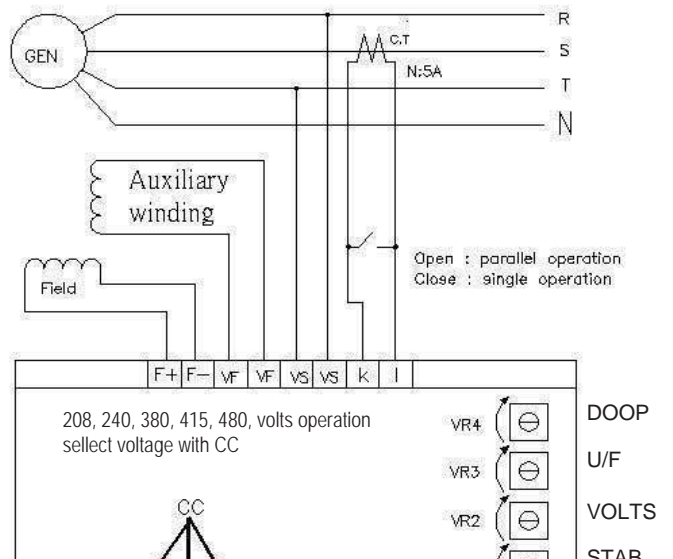 R
C.T
GEN
S
N:5A
T
N
Auxiliary
winding
Open : parallel operation
Close : single operation
Field
F+ F- VF VF VS VS k l
208, 240, 380, 415, 480, volts operation
sellect voltage with CC
VR4 DOOP
VR3 U/F
CC
VR2 VOLTS
STAB